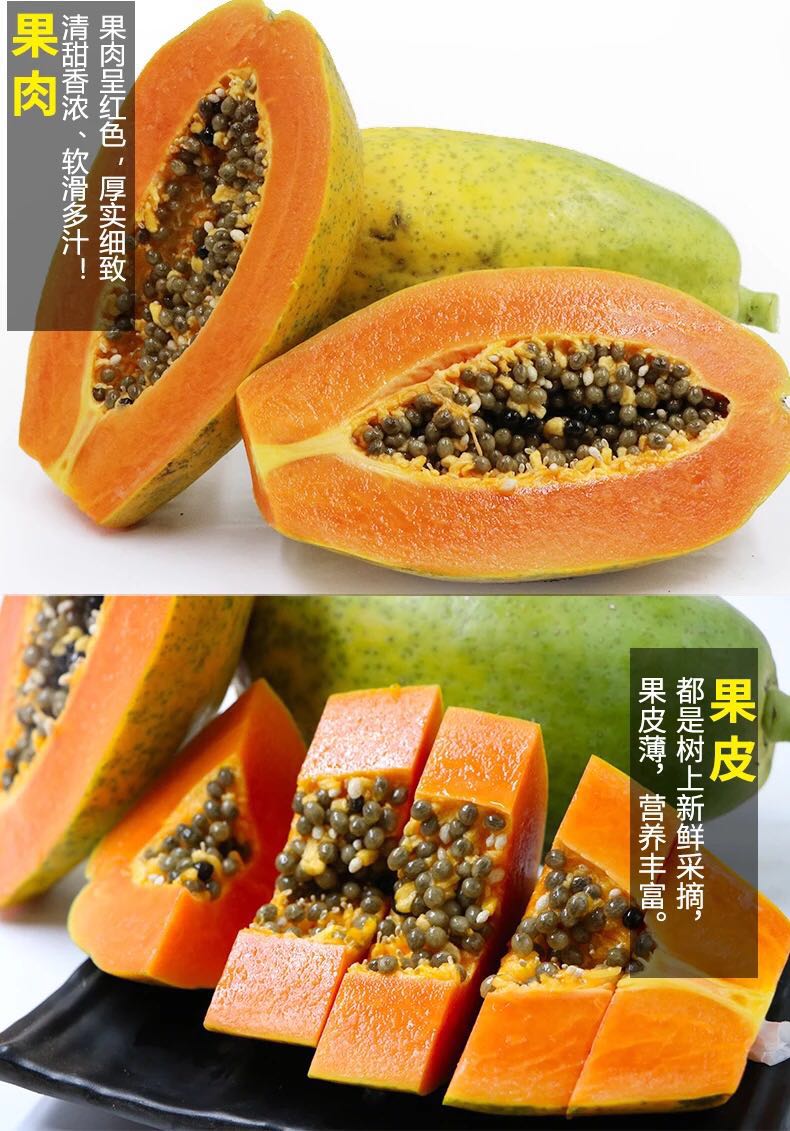 果肉
果肉呈红色，厚实细致
清甜香浓、软滑多汁！
果皮
都是树上新鲜采摘，
果皮薄，营养丰富。